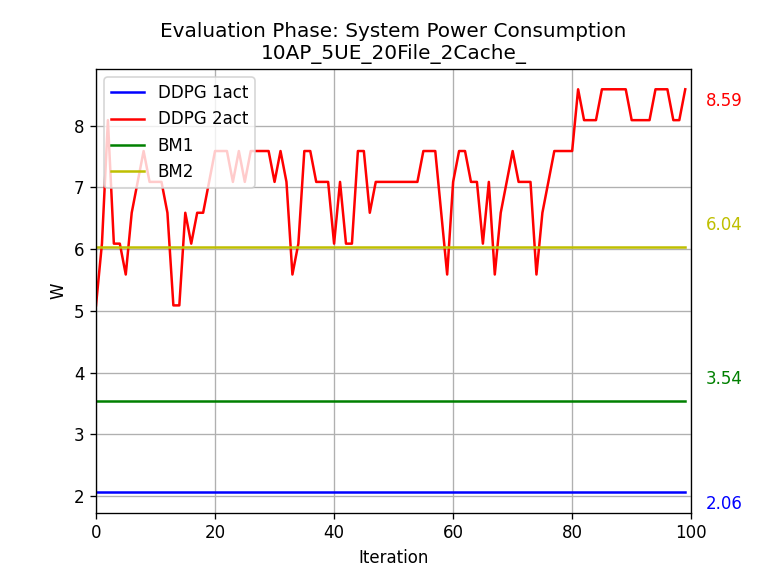 Evaluation Phase: System Power Consumption
10AP_5UE_20File_2Cache_
DDPG 1act
DDPG 2act
BM1
BM2
8.59
6.04
3.54
2.06
W
8
7
6
5
4
3
2
0 20 40 60 80 100
Iteration